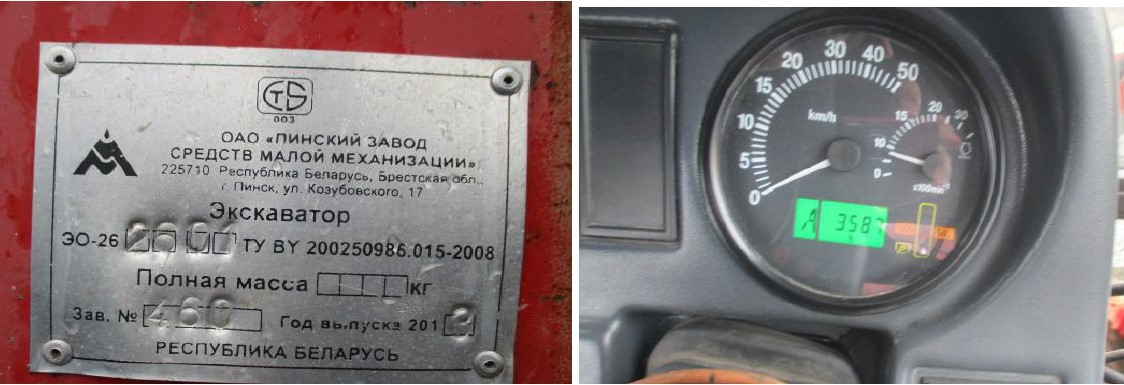 СТБ
003
ОАО «ПИНСКИЙ ЗАВОД
СРЕДСТВ МАЛОЙ МЕХАНИЗАЦИИ»
225710 Республика Беларусь, Брестская обл.,
г. Пинск, ул. Козубовского, 17
Экскаватор
ЭО-26 ТУ BY 200250986.015-2008
Полная масса кг
Зав. № 460 Год выпуска 201
РЕСПУБЛИКА БЕЛАРУСЬ
0 5 10 15 20 30 40 50
km/h
0 10 15 20 30
x100min⁻¹
A 3587